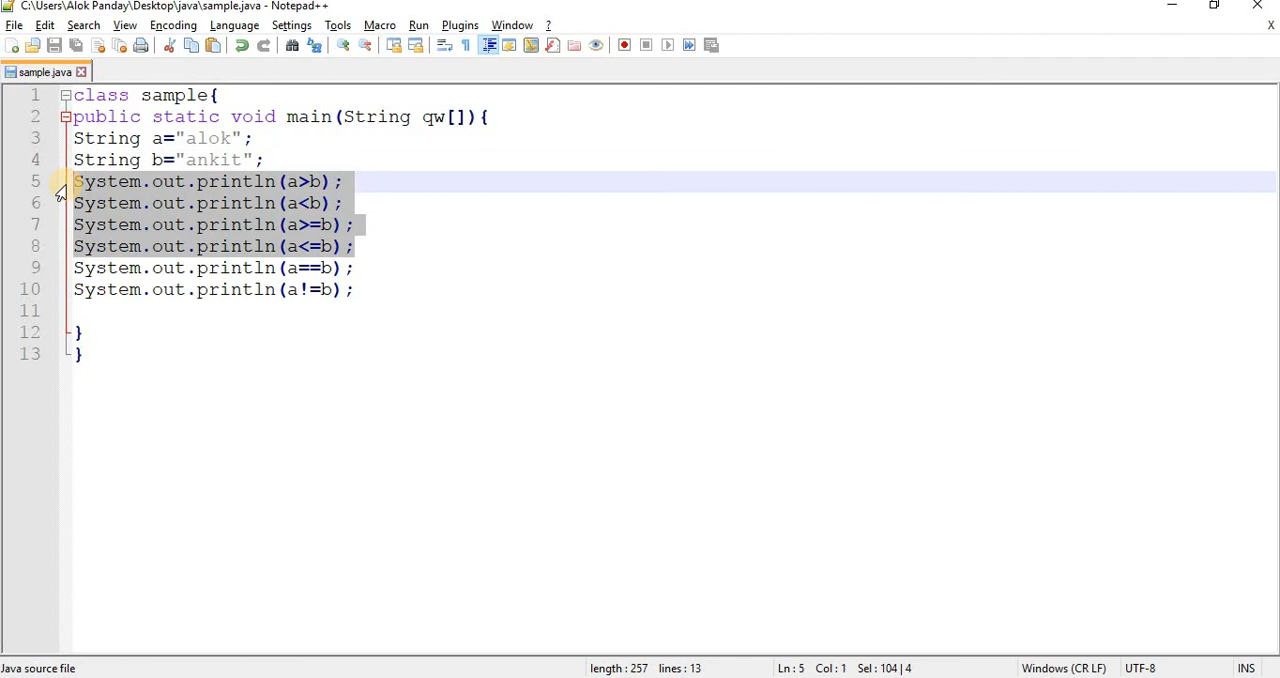 C:\Users\Alok Panday\Desktop\java\sample.java - Notepad++
File Edit Search View Encoding Language Settings Tools Macro Run Plugins Window ?
X
sample.java
1 class sample{
2 public static void main(String qw[]){
3 String a="alok";
4 String b="ankit";
5 System.out.println(a>b);
6 System.out.println(a<b);
7 System.out.println(a>=b);
8 System.out.println(a<=b);
9 System.out.println(a==b);
10 System.out.println(a!=b);
11
12 }
13 }
Java source file length : 257 lines : 13 Ln : 5 Col : 1 Sel : 104 | 4 Windows (CR LF) UTF-8 INS